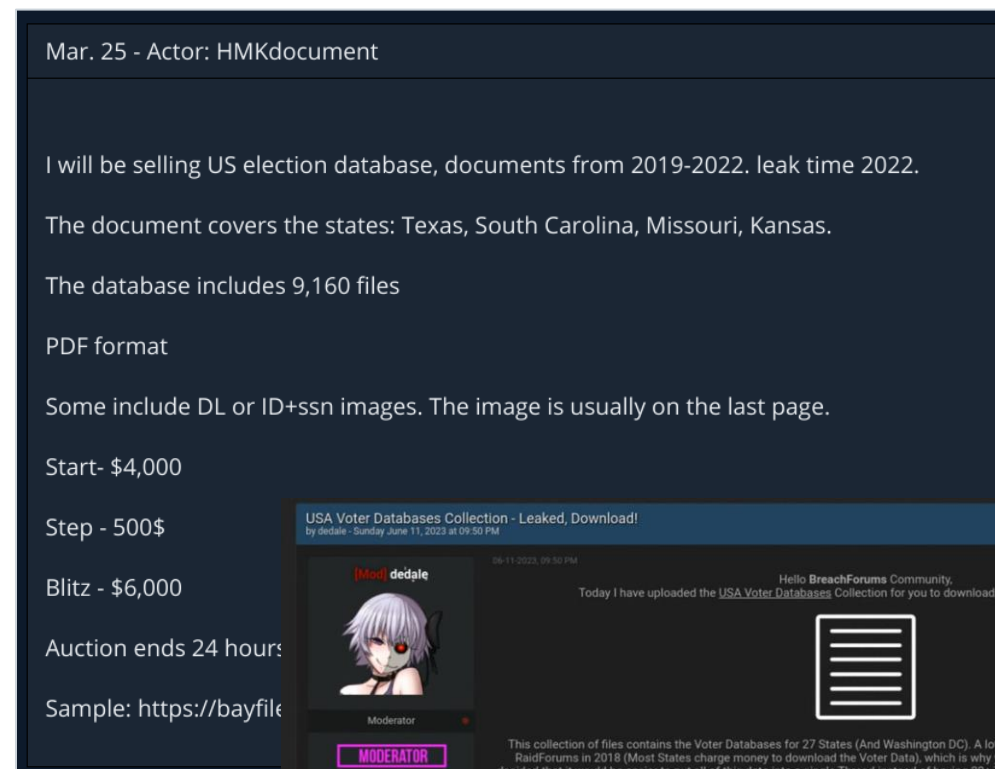 Mar. 25 - Actor: HMKdocument
I will be selling US election database, documents from 2019-2022. leak time 2022.
The document covers the states: Texas, South Carolina, Missouri, Kansas.
The database includes 9,160 files
PDF format
Some include DL or ID+ssn images. The image is usually on the last page.
Start- $4,000
Step - 500$
Blitz - $6,000
Auction ends 24 hours
Sample: https://bayfile
USA Voter Databases Collection - Leaked, Download!
by dedale - Sunday June 11, 2023 at 09:50 PM
[Mod] dedale
Moderator
MODERATOR
06-11-2023, 09:50 PM
Hello BreachForums Community,
Today I have uploaded the USA Voter Databases Collection for you to download
This collection of files contains the Voter Databases for 27 States (And Washington DC). A lo
RaidForums in 2018 (Most States charge money to download the Voter Data), which is why